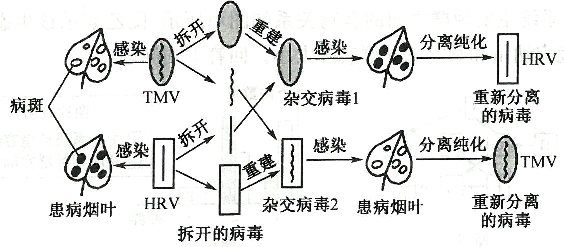 感染
拆开
重建
感染
分离纯化
HRV
病斑
TMV
杂交病毒1
重新分离
的病毒
感染
拆开
重建
感染
分离纯化
TMV
患病烟叶
HRV
杂交病毒2
患病烟叶
重新分离
的病毒
拆开的病毒